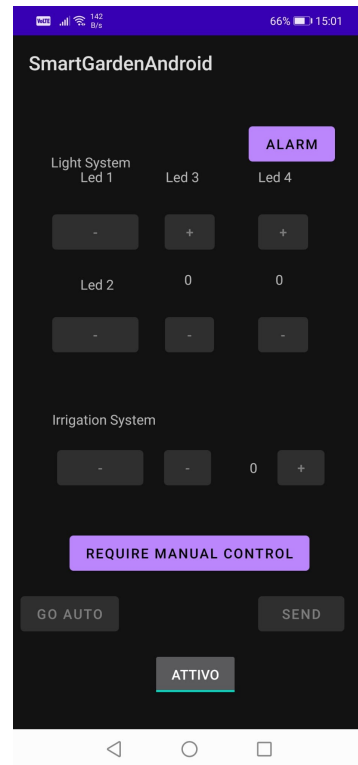 VoLTE 142 B/s 66% 15:01
SmartGardenAndroid
ALARM
Light System
Led 1 Led 3 Led 4
- + +
Led 2 0 0
- - -
Irrigation System
- - 0 +
REQUIRE MANUAL CONTROL
GO AUTO SEND
ATTIVO